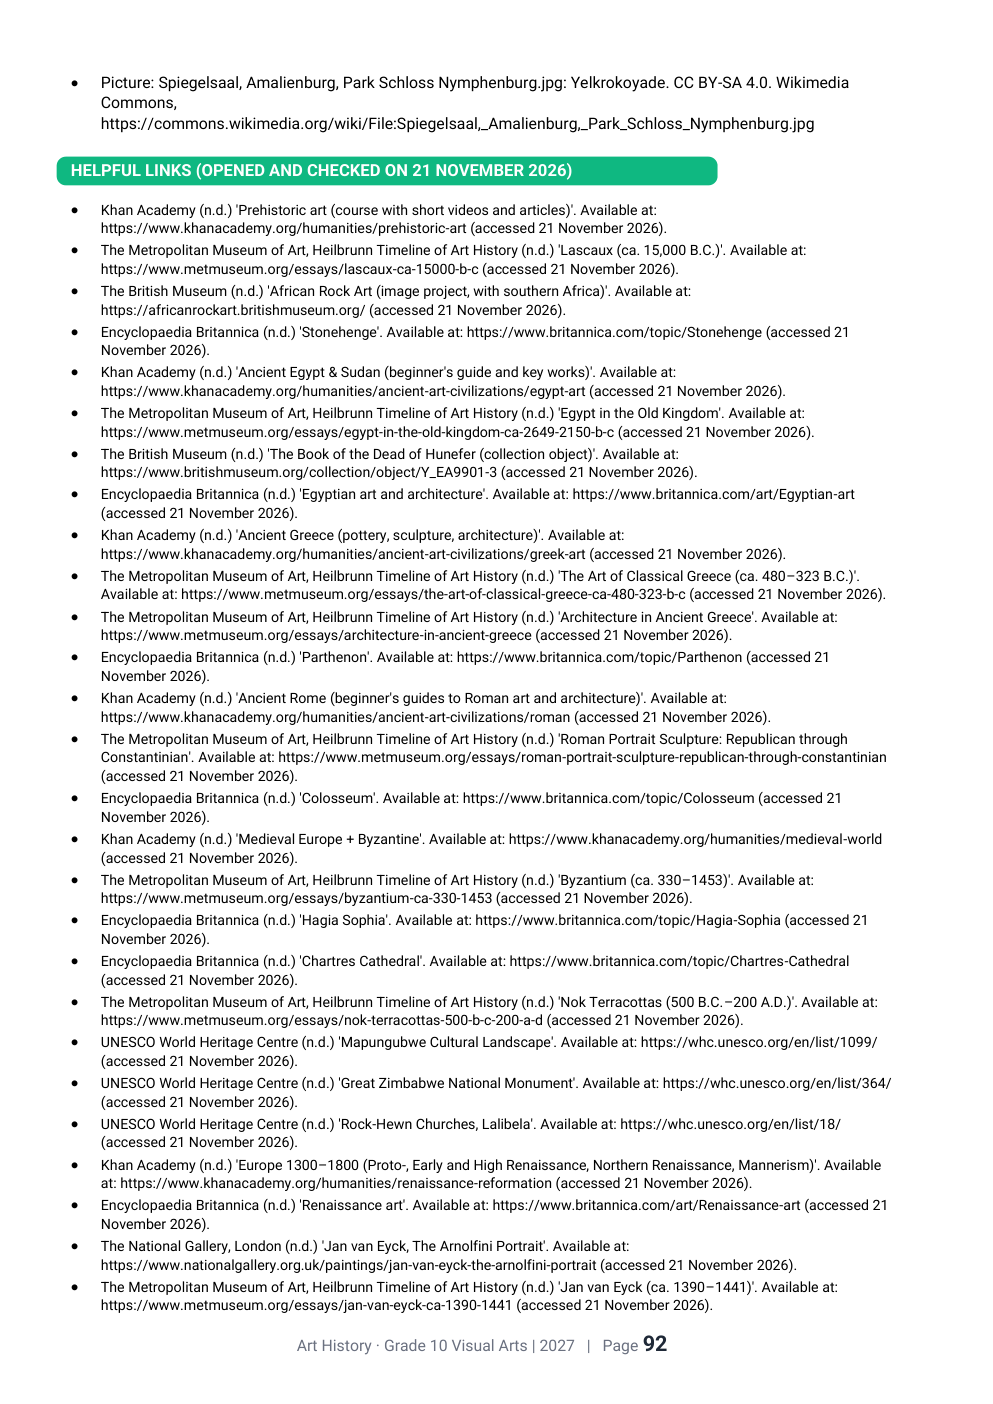 • Picture: Spiegelsaal, Amalienburg, Park Schloss Nymphenburg.jpg: Yelkrokoyade. CC BY-SA 4.0. Wikimedia
Commons,
https://commons.wikimedia.org/wiki/File:Spiegelsaal,_Amalienburg,_Park_Schloss_Nymphenburg.jpg
HELPFUL LINKS (OPENED AND CHECKED ON 21 NOVEMBER 2026)
• Khan Academy (n.d.) 'Prehistoric art (course with short videos and articles)'. Available at:
https://www.khanacademy.org/humanities/prehistoric-art (accessed 21 November 2026).
• The Metropolitan Museum of Art, Heilbrunn Timeline of Art History (n.d.) 'Lascaux (ca. 15,000 B.C.)'. Available at:
https://www.metmuseum.org/essays/lascaux-ca-15000-b-c (accessed 21 November 2026).
• The British Museum (n.d.) 'African Rock Art (image project, with southern Africa)'. Available at:
https://africanrockart.britishmuseum.org/ (accessed 21 November 2026).
• Encyclopaedia Britannica (n.d.) 'Stonehenge'. Available at: https://www.britannica.com/topic/Stonehenge (accessed 21
November 2026).
• Khan Academy (n.d.) 'Ancient Egypt & Sudan (beginner's guide and key works)'. Available at:
https://www.khanacademy.org/humanities/ancient-art-civilizations/egypt-art (accessed 21 November 2026).
• The Metropolitan Museum of Art, Heilbrunn Timeline of Art History (n.d.) 'Egypt in the Old Kingdom'. Available at:
https://www.metmuseum.org/essays/egypt-in-the-old-kingdom-ca-2649-2150-b-c (accessed 21 November 2026).
• The British Museum (n.d.) 'The Book of the Dead of Hunefer (collection object)'. Available at:
https://www.britishmuseum.org/collection/object/Y_EA9901-3 (accessed 21 November 2026).
• Encyclopaedia Britannica (n.d.) 'Egyptian art and architecture'. Available at: https://www.britannica.com/art/Egyptian-art
(accessed 21 November 2026).
• Khan Academy (n.d.) 'Ancient Greece (pottery, sculpture, architecture)'. Available at:
https://www.khanacademy.org/humanities/ancient-art-civilizations/greek-art (accessed 21 November 2026).
• The Metropolitan Museum of Art, Heilbrunn Timeline of Art History (n.d.) 'The Art of Classical Greece (ca. 480–323 B.C.)'.
Available at: https://www.metmuseum.org/essays/the-art-of-classical-greece-ca-480-323-b-c (accessed 21 November 2026).
• The Metropolitan Museum of Art, Heilbrunn Timeline of Art History (n.d.) 'Architecture in Ancient Greece'. Available at:
https://www.metmuseum.org/essays/architecture-in-ancient-greece (accessed 21 November 2026).
• Encyclopaedia Britannica (n.d.) 'Parthenon'. Available at: https://www.britannica.com/topic/Parthenon (accessed 21
November 2026).
• Khan Academy (n.d.) 'Ancient Rome (beginner's guides to Roman art and architecture)'. Available at:
https://www.khanacademy.org/humanities/ancient-art-civilizations/roman (accessed 21 November 2026).
• The Metropolitan Museum of Art, Heilbrunn Timeline of Art History (n.d.) 'Roman Portrait Sculpture: Republican through
Constantinian'. Available at: https://www.metmuseum.org/essays/roman-portrait-sculpture-republican-through-constantinian
(accessed 21 November 2026).
• Encyclopaedia Britannica (n.d.) 'Colosseum'. Available at: https://www.britannica.com/topic/Colosseum (accessed 21
November 2026).
• Khan Academy (n.d.) 'Medieval Europe + Byzantine'. Available at: https://www.khanacademy.org/humanities/medieval-world
(accessed 21 November 2026).
• The Metropolitan Museum of Art, Heilbrunn Timeline of Art History (n.d.) 'Byzantium (ca. 330–1453)'. Available at:
https://www.metmuseum.org/essays/byzantium-ca-330-1453 (accessed 21 November 2026).
• Encyclopaedia Britannica (n.d.) 'Hagia Sophia'. Available at: https://www.britannica.com/topic/Hagia-Sophia (accessed 21
November 2026).
• Encyclopaedia Britannica (n.d.) 'Chartres Cathedral'. Available at: https://www.britannica.com/topic/Chartres-Cathedral
(accessed 21 November 2026).
• The Metropolitan Museum of Art, Heilbrunn Timeline of Art History (n.d.) 'Nok Terracottas (500 B.C.–200 A.D.)'. Available at:
https://www.metmuseum.org/essays/nok-terracottas-500-b-c-200-a-d (accessed 21 November 2026).
• UNESCO World Heritage Centre (n.d.) 'Mapungubwe Cultural Landscape'. Available at: https://whc.unesco.org/en/list/1099/
(accessed 21 November 2026).
• UNESCO World Heritage Centre (n.d.) 'Great Zimbabwe National Monument'. Available at: https://whc.unesco.org/en/list/364/
(accessed 21 November 2026).
• UNESCO World Heritage Centre (n.d.) 'Rock-Hewn Churches, Lalibela'. Available at: https://whc.unesco.org/en/list/18/
(accessed 21 November 2026).
• Khan Academy (n.d.) 'Europe 1300–1800 (Proto-, Early and High Renaissance, Northern Renaissance, Mannerism)'. Available
at: https://www.khanacademy.org/humanities/renaissance-reformation (accessed 21 November 2026).
• Encyclopaedia Britannica (n.d.) 'Renaissance art'. Available at: https://www.britannica.com/art/Renaissance-art (accessed 21
November 2026).
• The National Gallery, London (n.d.) 'Jan van Eyck, The Arnolfini Portrait'. Available at:
https://www.nationalgallery.org.uk/paintings/jan-van-eyck-the-arnolfini-portrait (accessed 21 November 2026).
• The Metropolitan Museum of Art, Heilbrunn Timeline of Art History (n.d.) 'Jan van Eyck (ca. 1390–1441)'. Available at:
https://www.metmuseum.org/essays/jan-van-eyck-ca-1390-1441 (accessed 21 November 2026).
Art History · Grade 10 Visual Arts | 2027 | Page 92